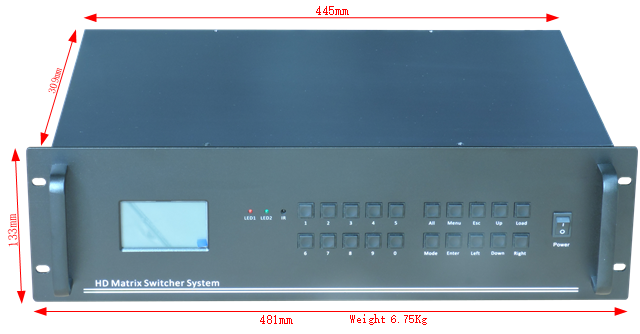 445mm
309mm
133mm
LED1 LED2 IR
1 2 3 4 5
All Menu Esc Up Load
6 7 8 9 0
Mode Enter Left Down Right
Power
HD Matrix Switcher System
481mm
Weight 6.75Kg